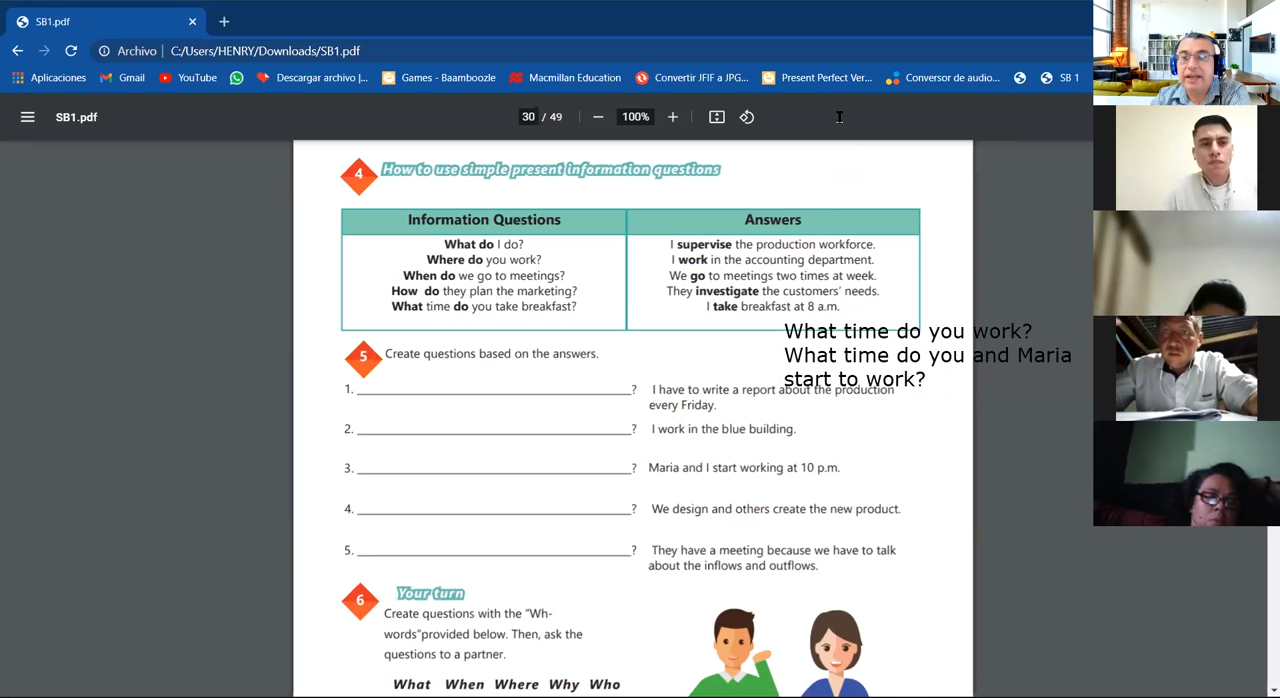 SB1.pdf
Archivo | C:/Users/HENRY/Downloads/SB1.pdf
Aplicaciones Gmail YouTube Descargar archivo |... Games - Baamboozle Macmillan Education Convertir JFIF a JPG... Present Perfect Ver... Conversor de audio... SB 1
SB1.pdf 30 / 49 100%
4 How to use simple present information questions
Information Questions Answers
What do I do? I supervise the production workforce.
Where do you work? I work in the accounting department.
When do we go to meetings? We go to meetings two times at week.
How do they plan the marketing? They investigate the customers' needs.
What time do you take breakfast? I take breakfast at 8 a.m.
What time do you work?
What time do you and Maria
start to work?
5 Create questions based on the answers.
1. ? I have to write a report about the production
every Friday.
2. ? I work in the blue building.
3. ? Maria and I start working at 10 p.m.
4. ? We design and others create the new product.
5. ? They have a meeting because we have to talk
about the inflows and outflows.
6 Your turn
Create questions with the "Wh-
words"provided below. Then, ask the
questions to a partner.
What When Where Why Who